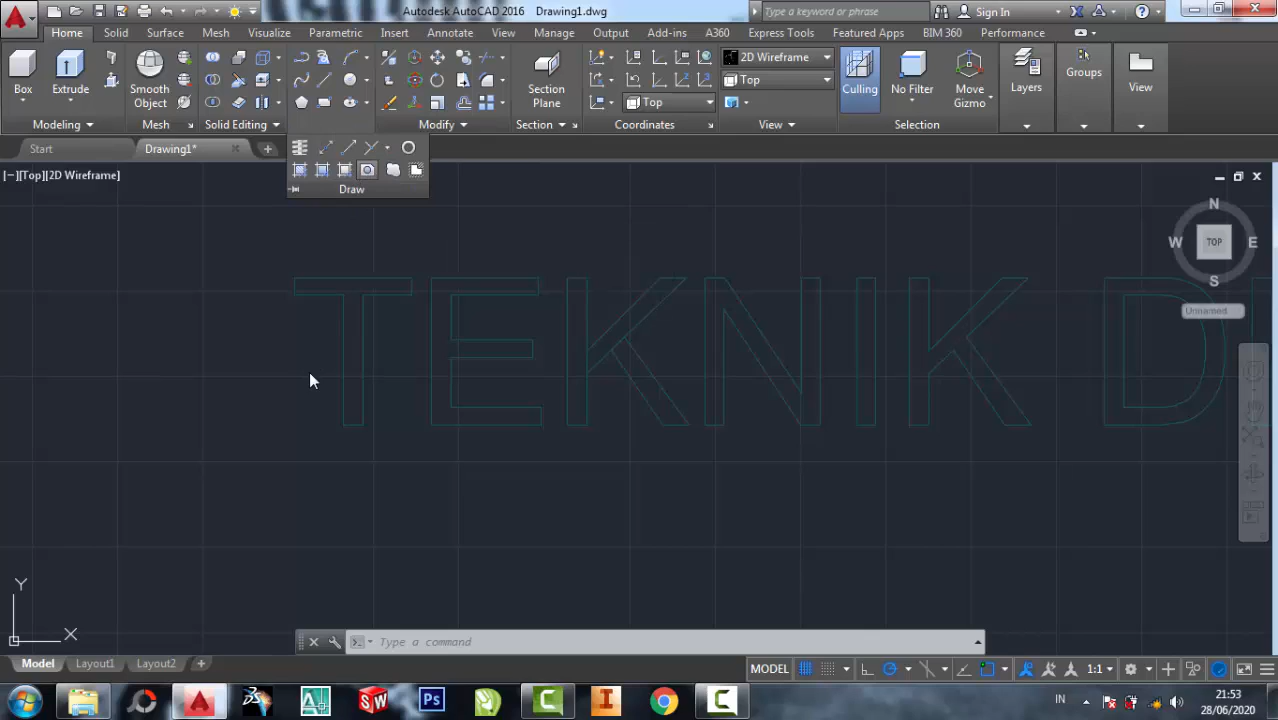 Autodesk AutoCAD 2016 Drawing1.dwg
Type a keyword or phrase
Sign In
Home Solid Surface Mesh Visualize Parametric Insert Annotate View Manage Output Add-ins A360 Express Tools Featured Apps BIM 360 Performance
Box
Extrude
Smooth Object
Section Plane
2D Wireframe
Top
Top
Culling
No Filter
Move Gizmo
Layers
Groups
View
Modeling
Mesh
Solid Editing
Modify
Section
Coordinates
View
Selection
Start
Drawing1*
Draw
[−][Top][2D Wireframe]
N
W
TOP
E
S
Unnamed
TEKNIK D
Y
X
Type a command
Model Layout1 Layout2
MODEL
1:1
SW
Ps
IN
21:53
28/06/2020